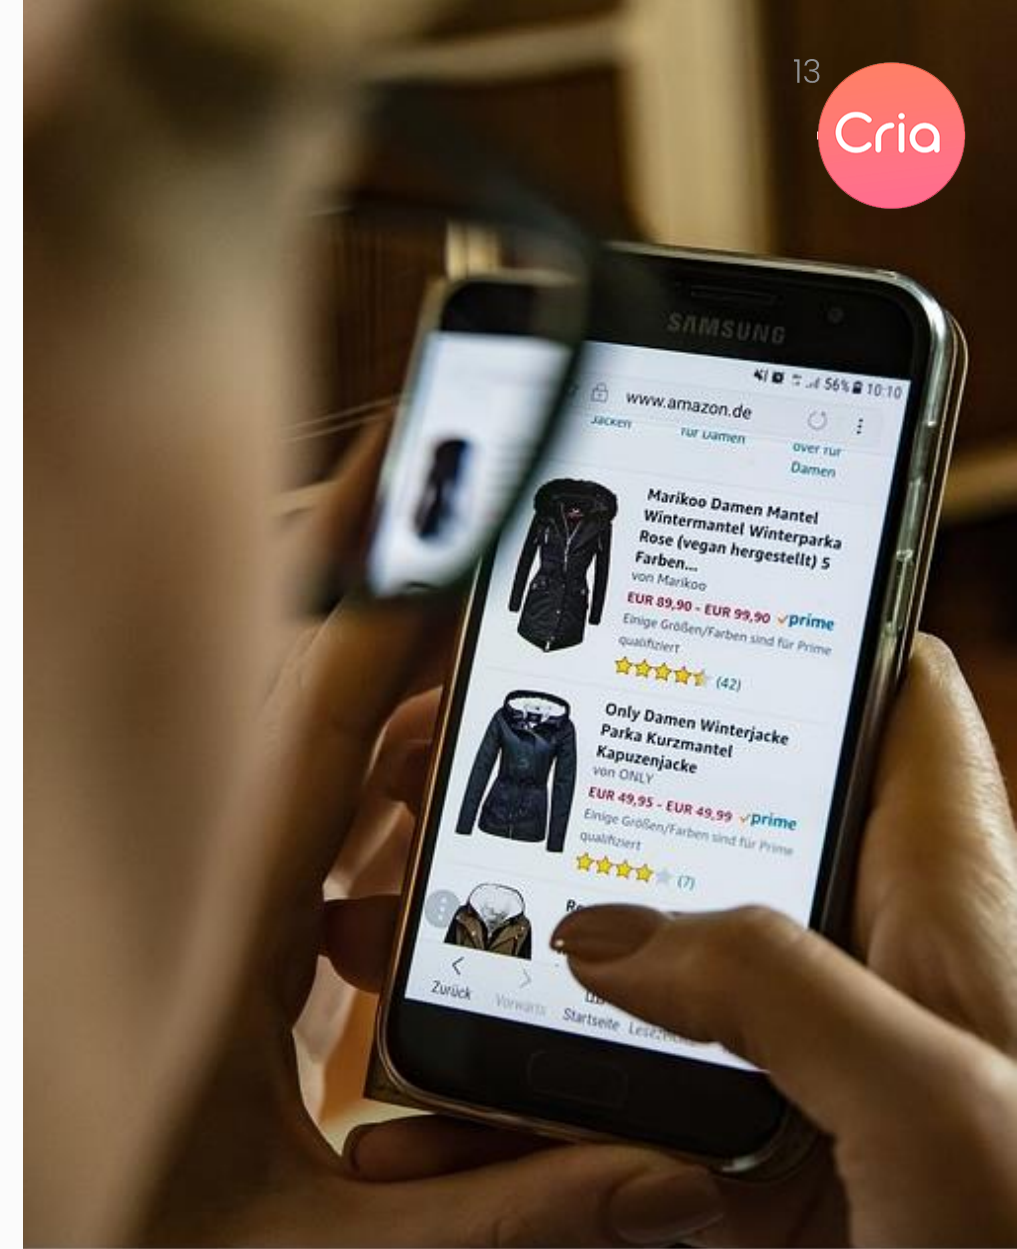 13
Cria
SAMSUNG
56% 10:10
www.amazon.de
Jacken
für Damen
over für
Damen
Marikoo Damen Mantel
Wintermantel Winterparka
Rose (vegan hergestellt) 5
Farben...
von Marikoo
EUR 89,90 - EUR 99,90 prime
Einige Größen/Farben sind für Prime
qualifiziert
(42)
Only Damen Winterjacke
Parka Kurzmantel
Kapuzenjacke
von ONLY
EUR 49,95 - EUR 49,99 prime
Einige Größen/Farben sind für Prime
qualifiziert
(7)
Zurück
Vorwärts
Startseite